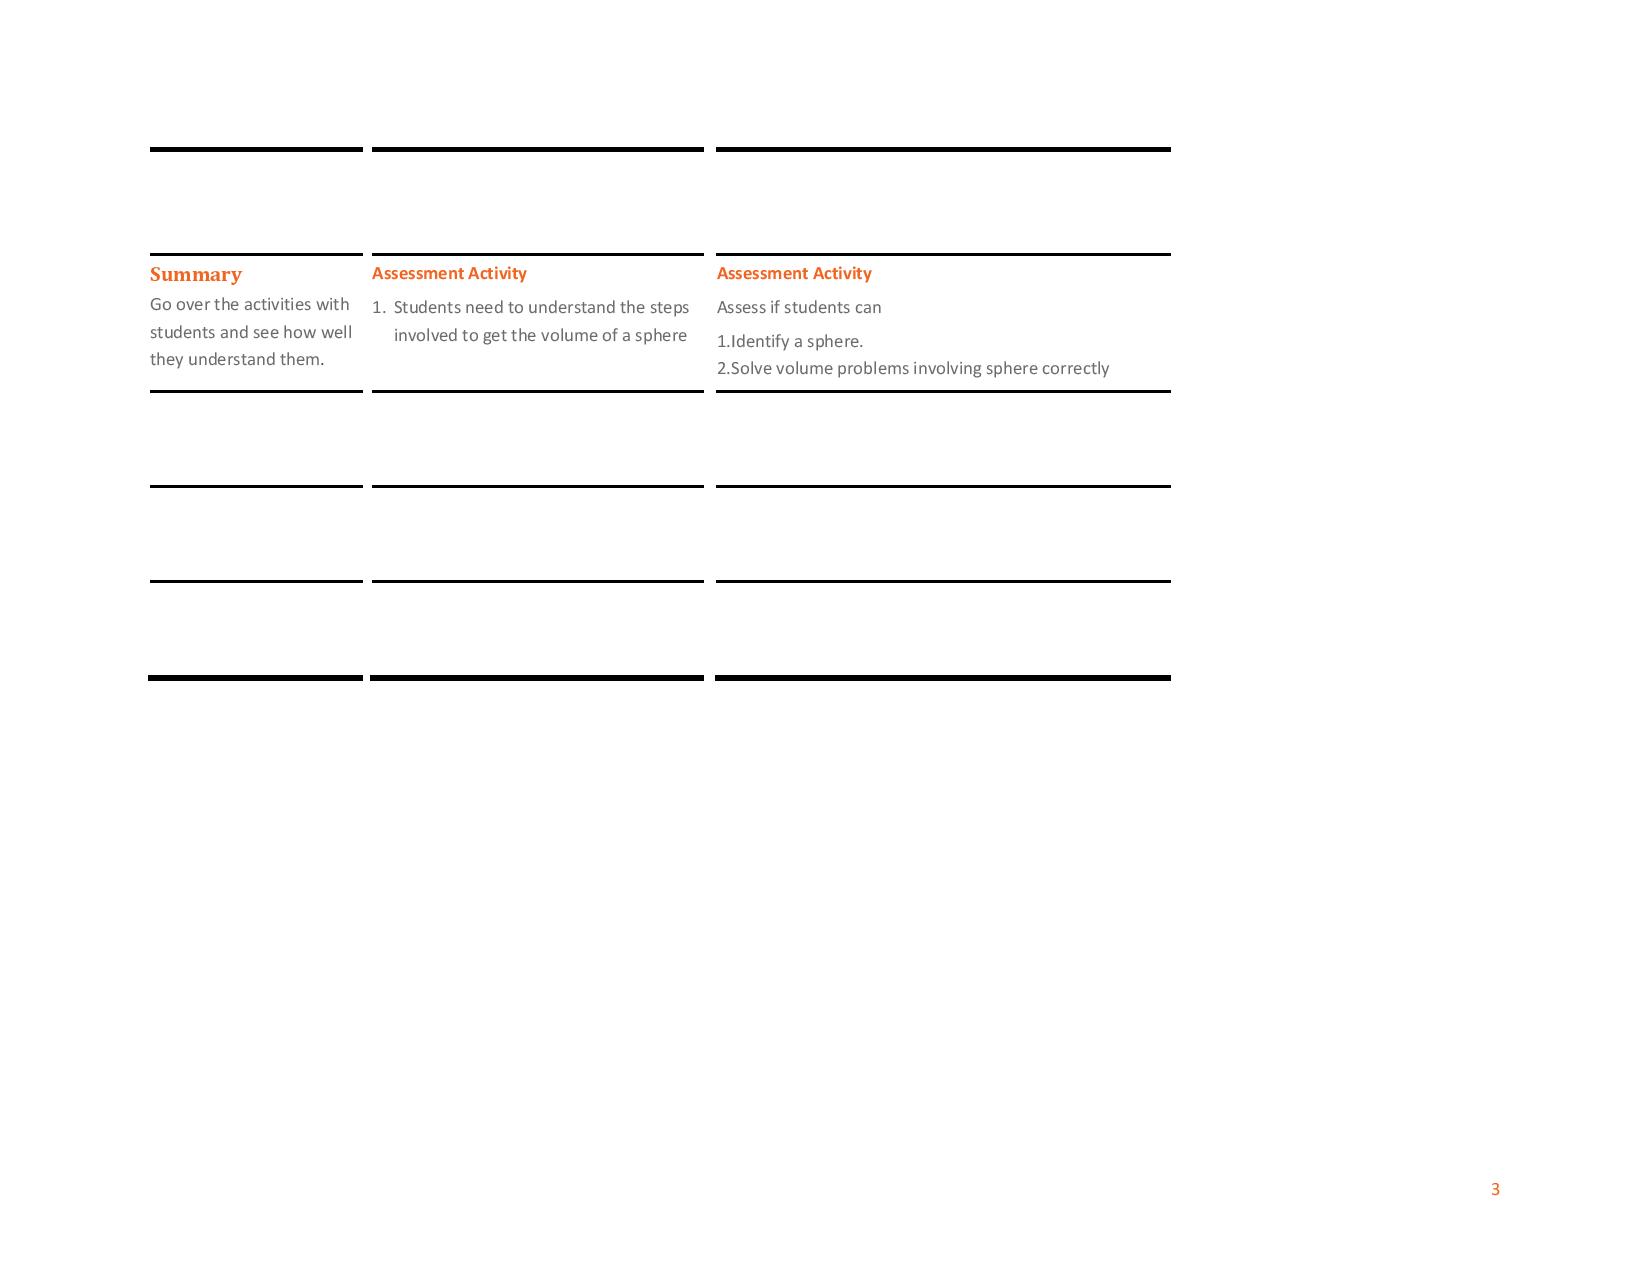 Summary
Go over the activities with
students and see how well
they understand them.
Assessment Activity
1. Students need to understand the steps
involved to get the volume of a sphere
Assessment Activity
Assess if students can
1.Identify a sphere.
2.Solve volume problems involving sphere correctly
3